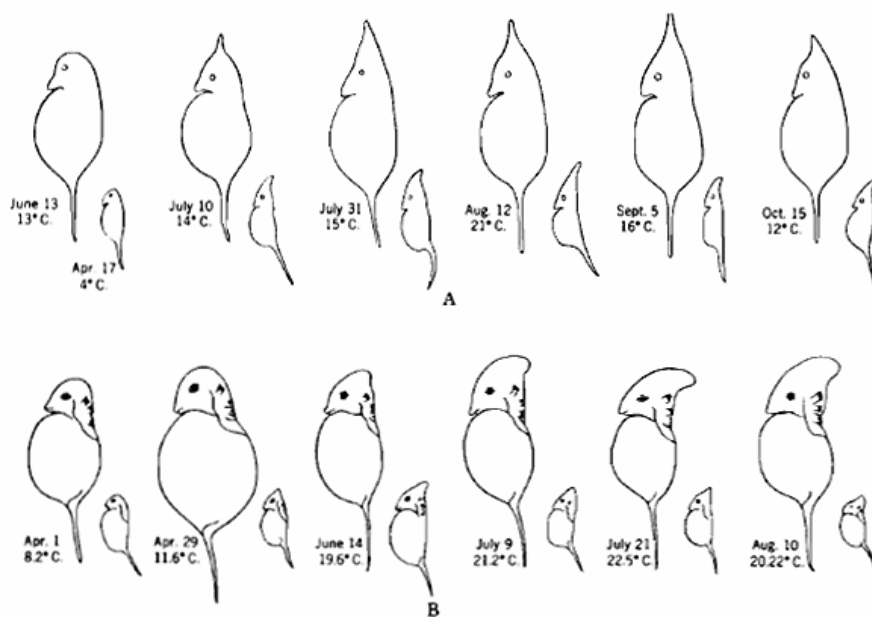 June 13
13° C.
Apr. 17
4° C.
July 10
14° C.
July 31
15° C.
Aug. 12
21° C.
Sept. 5
16° C.
Oct. 15
12° C.
A
Apr. 1
8.2° C.
Apr. 29
11.6° C.
June 14
19.6° C.
July 9
21.2° C.
July 21
22.5° C.
Aug. 10
20.22° C.
B